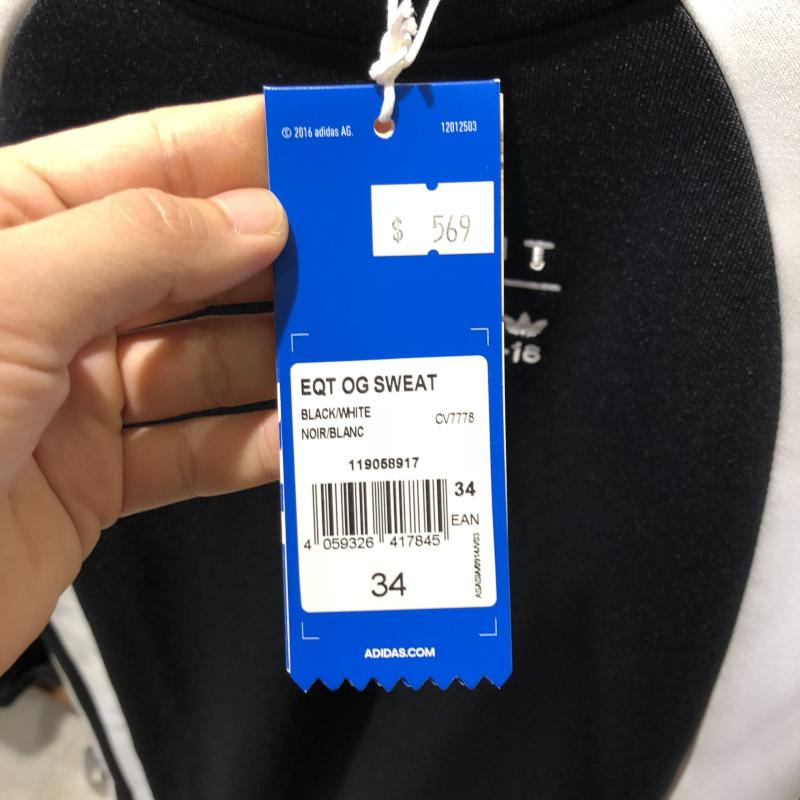 © 2016 adidas AG. 12012503
$ 569
EQT OG SWEAT
BLACK/WHITE CV7778
NOIR/BLANC
119058917
34
EAN
4 059326 417845
34
ADIDAS.COM
T
-18